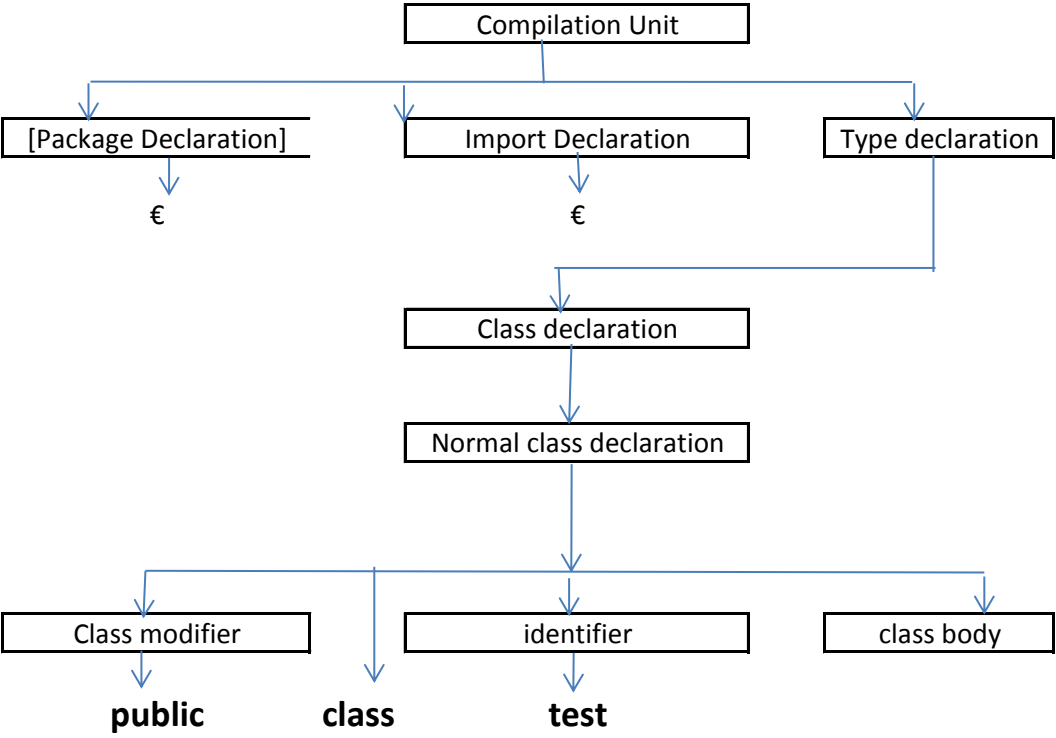 Compilation Unit
[Package Declaration]
Import Declaration
Type declaration
€
€
Class declaration
Normal class declaration
Class modifier
identifier
class body
public
class
test